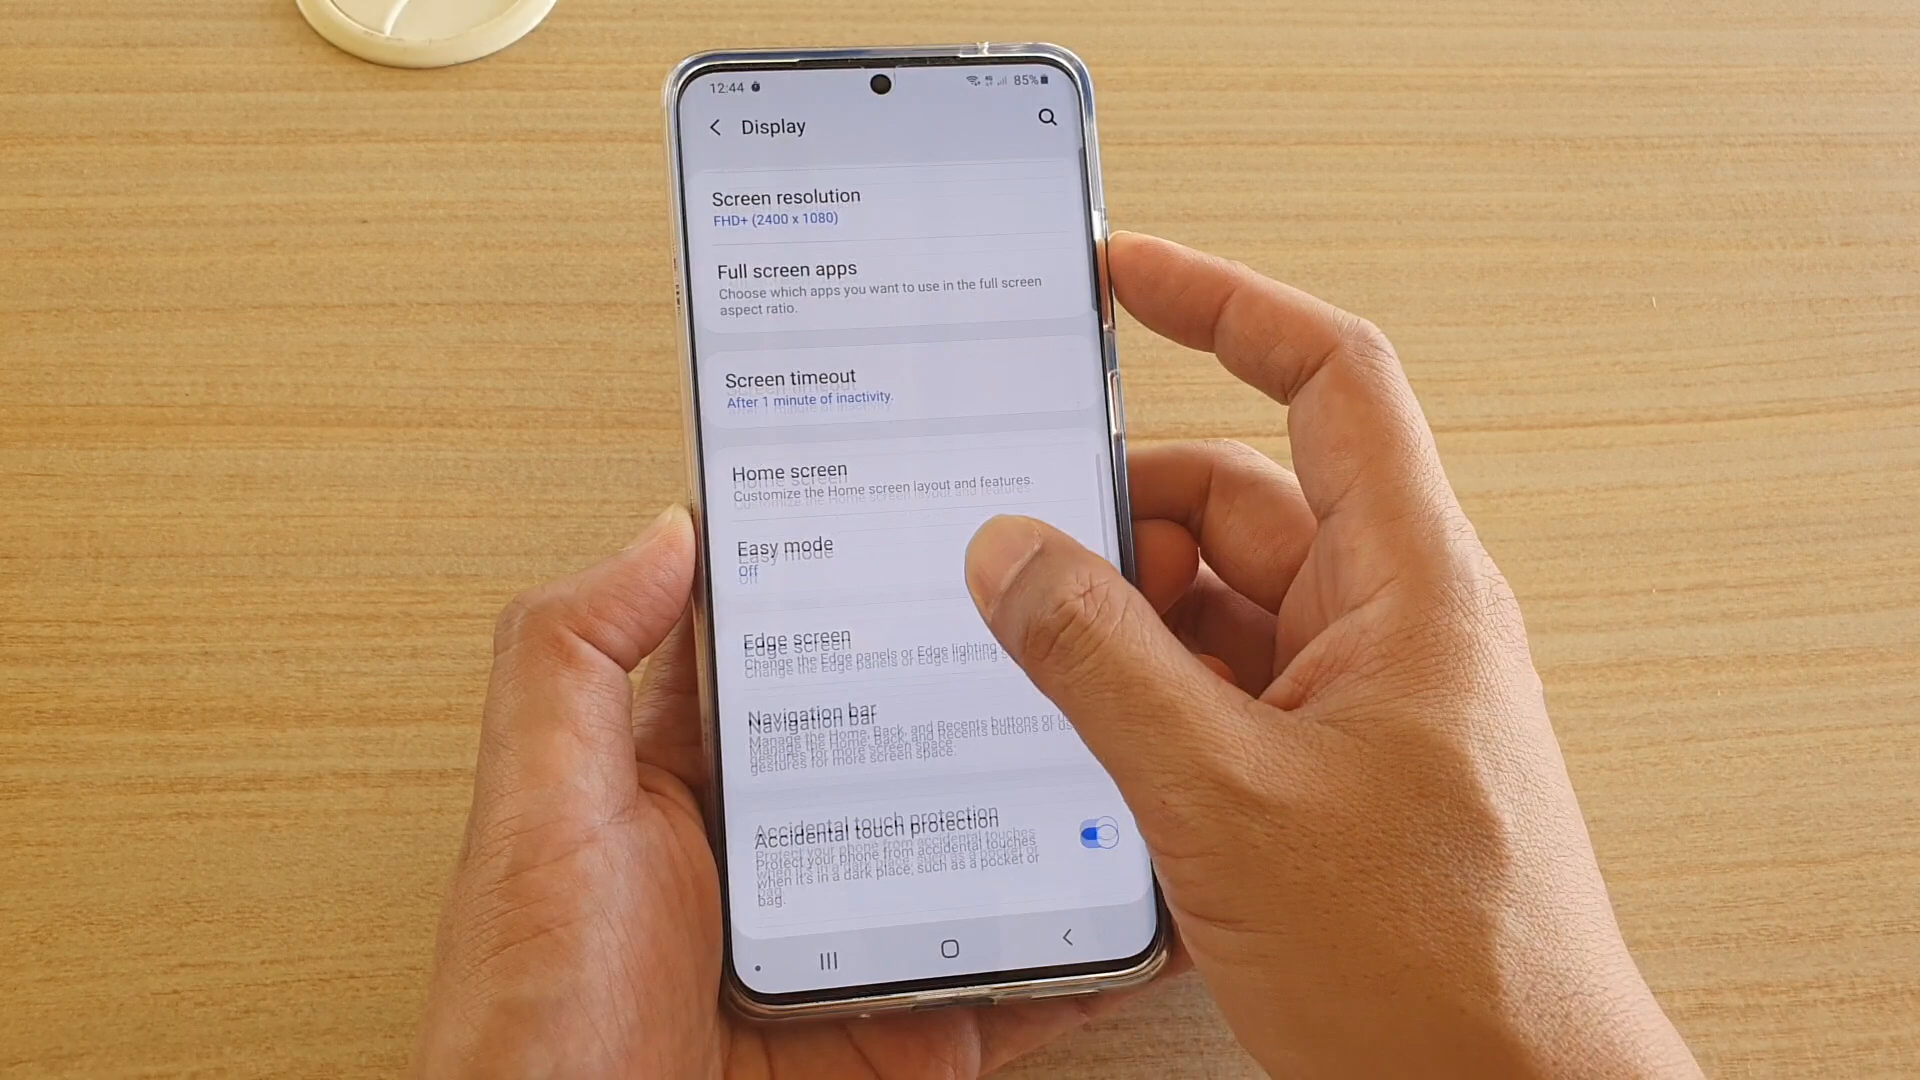 12:44 85%
Display
Screen resolution
FHD+ (2400 x 1080)
Full screen apps
Choose which apps you want to use in the full screen
aspect ratio.
Screen timeout
After 1 minute of inactivity.
Home screen
Customize the Home screen layout and features.
Easy mode
Off
Edge screen
Change the Edge panels or Edge lighting
Navigation bar
Manage the Home, Back, and Recents buttons or
gestures for more screen space.
Accidental touch protection
Protect your phone from accidental touches
when it's in a dark place, such as a pocket or
bag.